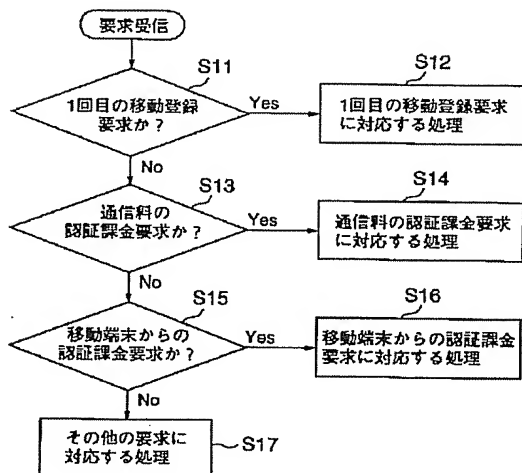 要求受信
S11
1回目の移動登録
要求か？
Yes
S12
1回目の移動登録要求
に対応する処理
No
S13
通信料の
認証課金要求か？
Yes
S14
通信料の認証課金要求
に対応する処理
No
S15
移動端末からの
認証課金要求か？
Yes
S16
移動端末からの認証課金
要求に対応する処理
No
その他の要求に
対応する処理
S17